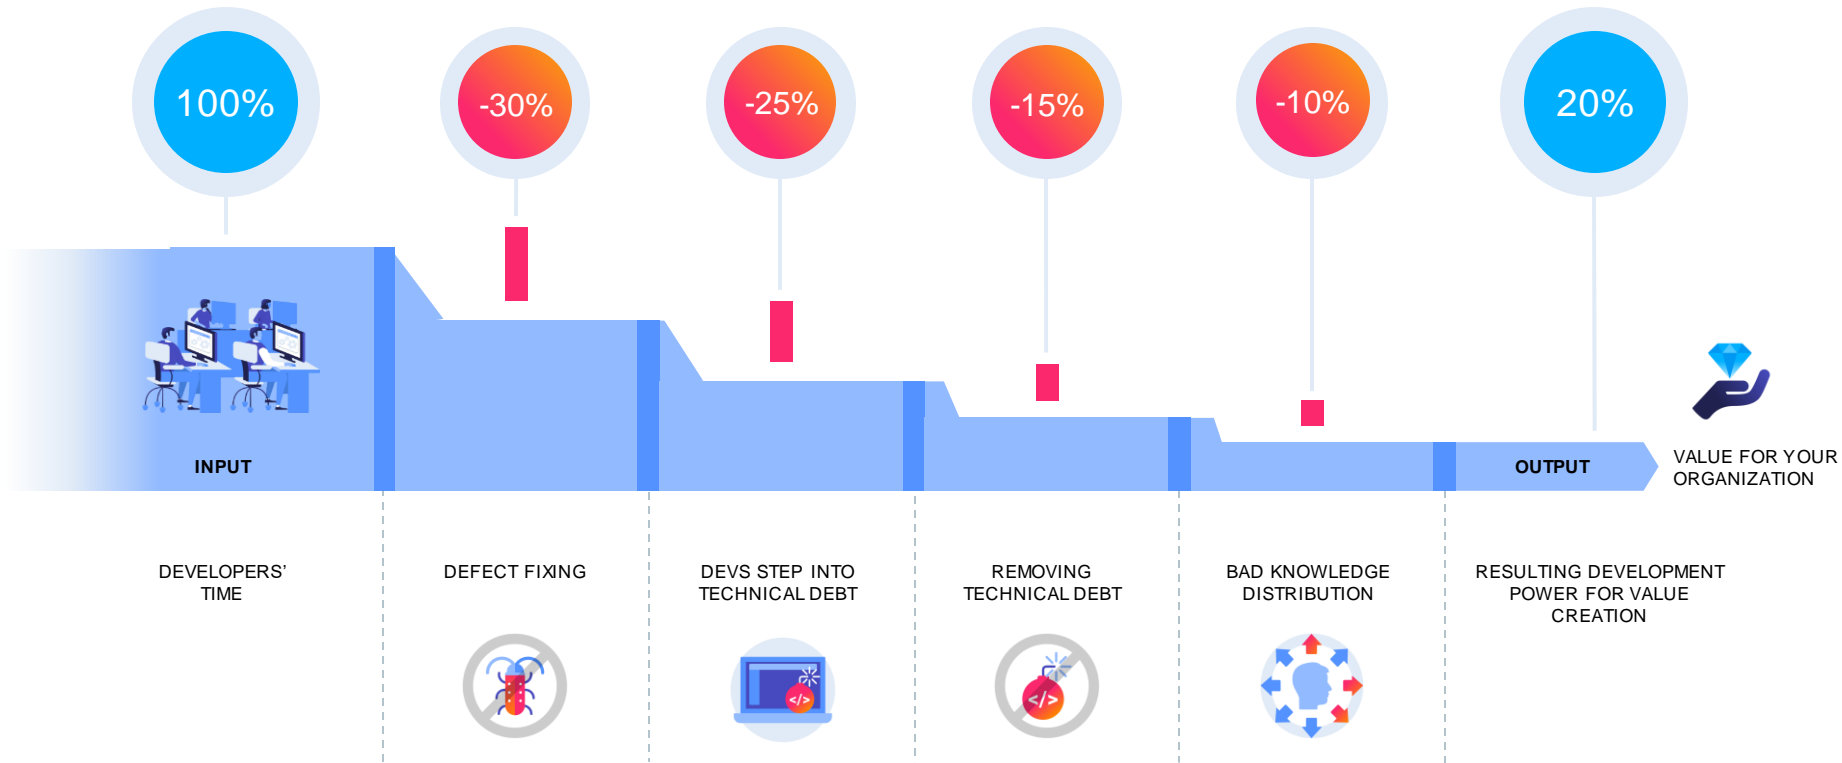 100%
-30%
-25%
-15%
-10%
20%
INPUT
OUTPUT
VALUE FOR YOUR
ORGANIZATION
DEVELOPERS’
TIME
DEFECT FIXING
DEVS STEP INTO
TECHNICAL DEBT
REMOVING
TECHNICAL DEBT
BAD KNOWLEDGE
DISTRIBUTION
RESULTING DEVELOPMENT
POWER FOR VALUE
CREATION
</>
</>